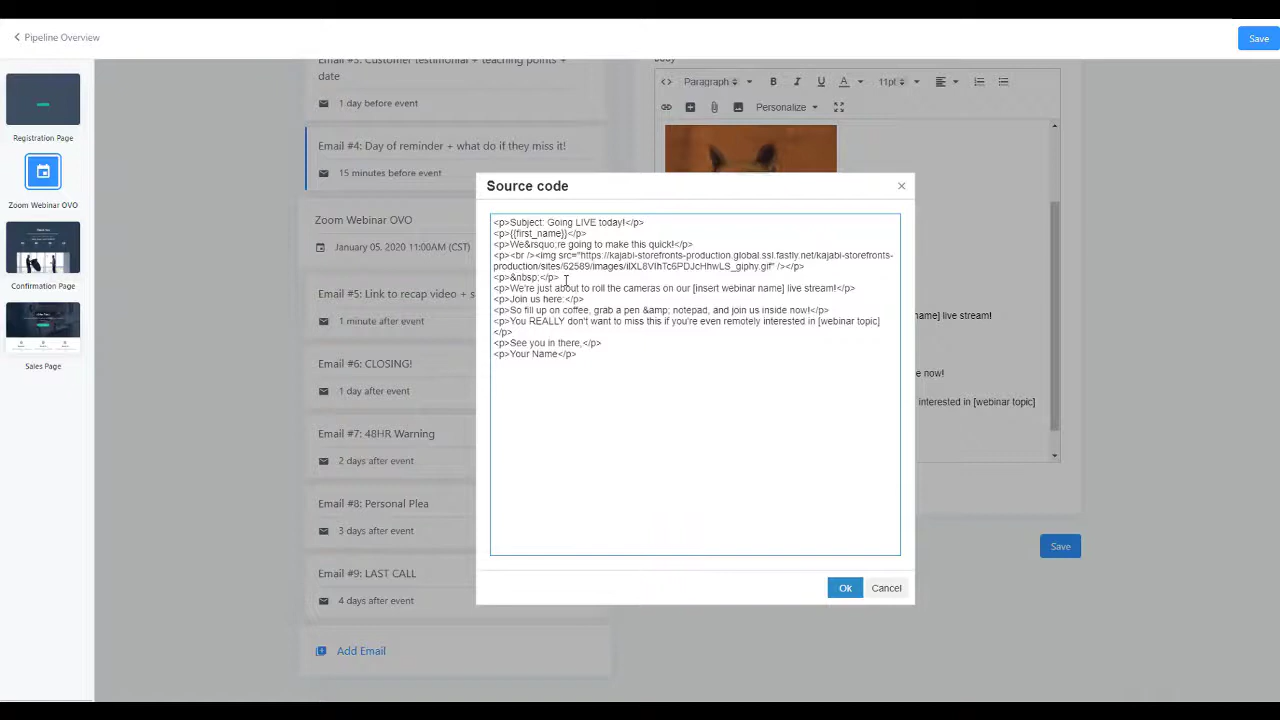 Pipeline Overview
Save
Registration Page
Zoom Webinar OVO
Confirmation Page
Sales Page
Email #3: Customer testimonial + teaching points +
date
1 day before event
Email #4: Day of reminder + what do if they miss it!
15 minutes before event
Zoom Webinar OVO
January 05, 2020 11:00AM (CST)
Email #5: Link to recap video + s
1 minute after event
Email #6: CLOSING!
1 day after event
Email #7: 48HR Warning
2 days after event
Email #8: Personal Plea
3 days after event
Email #9: LAST CALL
4 days after event
Add Email
Body
Paragraph
B I U A 11pt
Personalize
name] live stream!
e now!
interested in [webinar topic]
Save
Source code
<p>Subject: Going LIVE today!</p>
<p>{{first_name}}</p>
<p>We&rsquo;re going to make this quick!</p>
<p><br /><img src="https://kajabi-storefronts-production.global.ssl.fastly.net/kajabi-storefronts-
production/sites/62589/images/ilXL8VIhTc6PDJcHhwLS_giphy.gif" /></p>
<p>&nbsp;</p>
<p>We're just about to roll the cameras on our [insert webinar name] live stream!</p>
<p>Join us here:</p>
<p>So fill up on coffee, grab a pen &amp; notepad, and join us inside now!</p>
<p>You REALLY don't want to miss this if you're even remotely interested in [webinar topic]
</p>
<p>See you in there,</p>
<p>Your Name</p>
Ok
Cancel